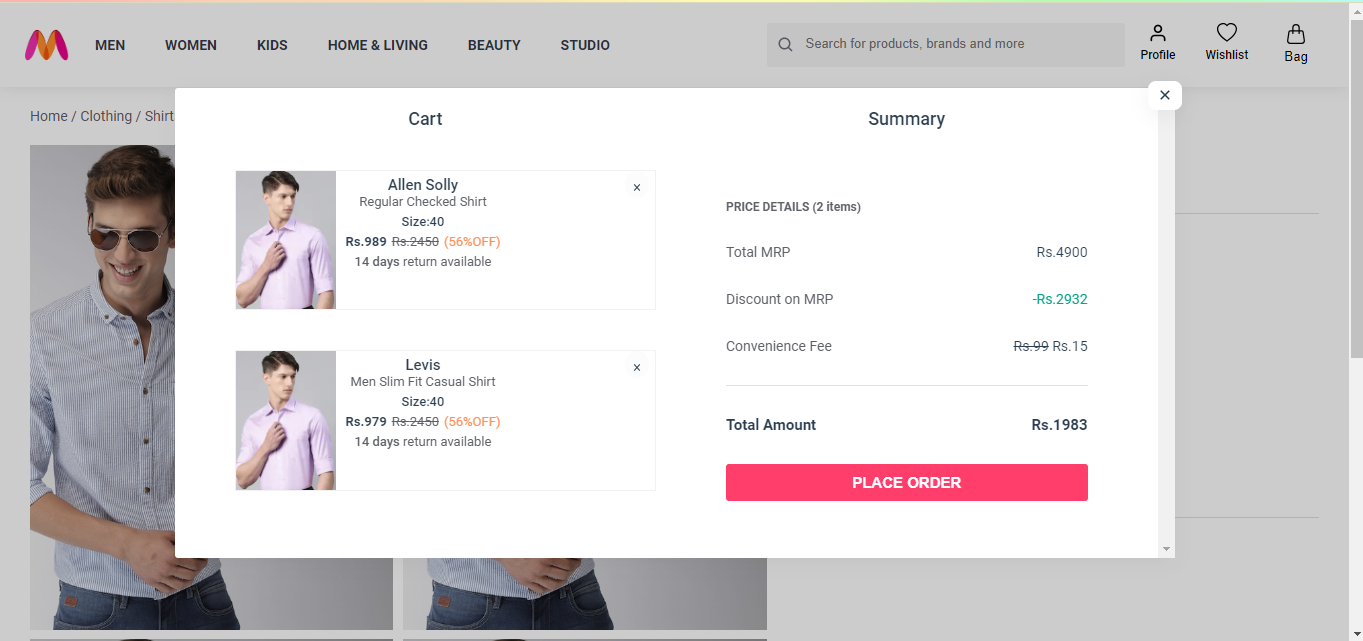 MEN WOMEN KIDS HOME & LIVING BEAUTY STUDIO
Search for products, brands and more
Profile
Wishlist
Bag
Home / Clothing / Shirt
Cart
Allen Solly
Regular Checked Shirt
Size:40
Rs.989 Rs.2450 (56%OFF)
14 days return available
Levis
Men Slim Fit Casual Shirt
Size:40
Rs.979 Rs.2450 (56%OFF)
14 days return available
Summary
PRICE DETAILS (2 items)
Total MRP Rs.4900
Discount on MRP -Rs.2932
Convenience Fee Rs.99 Rs.15
Total Amount Rs.1983
PLACE ORDER